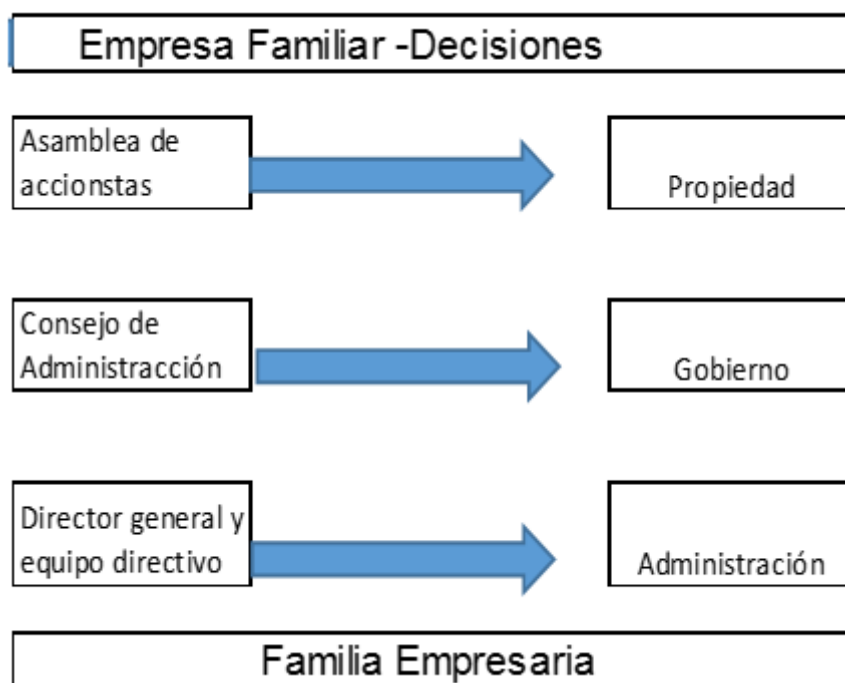 Empresa Familiar -Decisiones
Asamblea de
accionstas
Propiedad
Consejo de
Administracción
Gobierno
Director general y
equipo directivo
Administración
Familia Empresaria